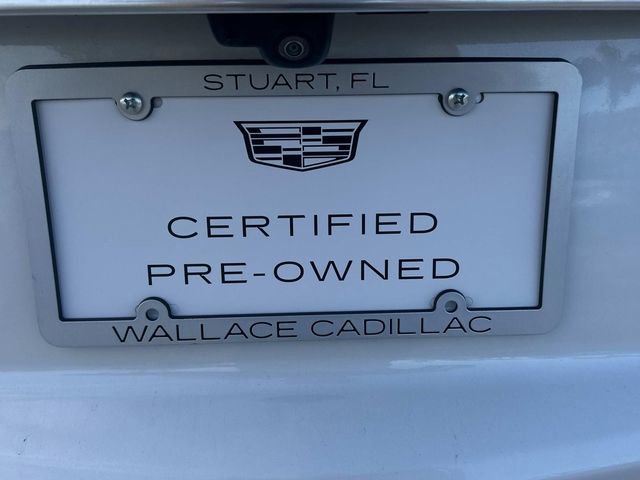 STUART, FL
CERTIFIED
PRE-OWNED
WALLACE CADILLAC